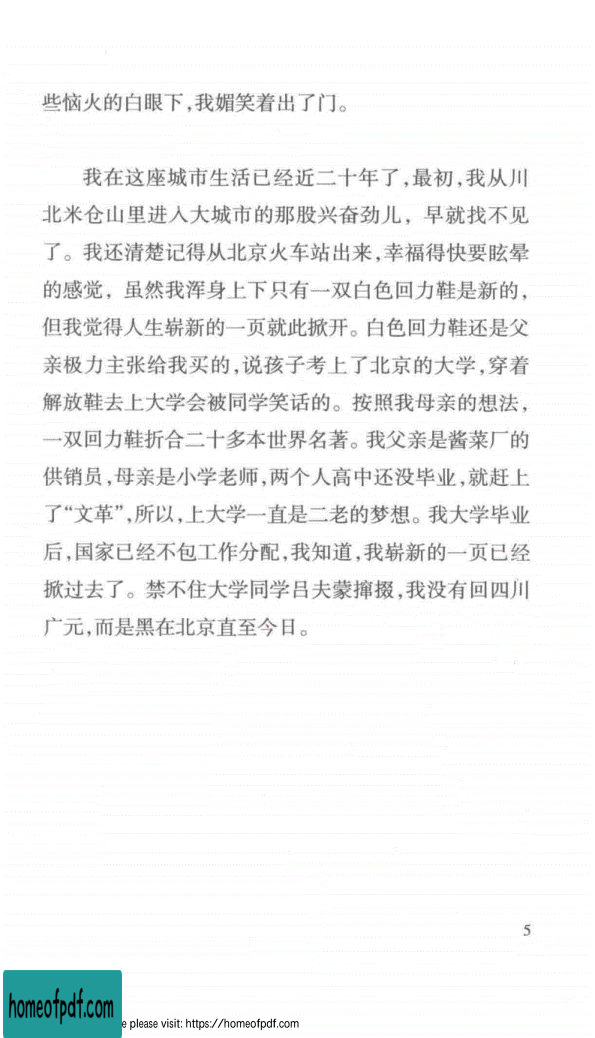 些恼火的白眼下,我媚笑着出了门。
我在这座城市生活已经近二十年了,最初,我从川
北米仓山里进入大城市的那股兴奋劲儿，早就找不见
了。我还清楚记得从北京火车站出来,幸福得快要眩晕
的感觉，虽然我浑身上下只有一双白色回力鞋是新的,
但我觉得人生崭新的一页就此掀开。白色回力鞋还是父
亲极力主张给我买的,说孩子考上了北京的大学,穿着
解放鞋去上大学会被同学笑话的。按照我母亲的想法,
一双回力鞋折合二十多本世界名著。我父亲是酱菜厂的
供销员,母亲是小学老师,两个人高中还没毕业,就赶上
了“文革”,所以,上大学一直是二老的梦想。我大学毕业
后,国家已经不包工作分配,我知道,我崭新的一页已经
掀过去了。禁不住大学同学吕夫蒙撺掇,我没有回四川
广元,而是黑在北京直至今日。
5
homeofpdf.com
e please visit: https://homeofpdf.com